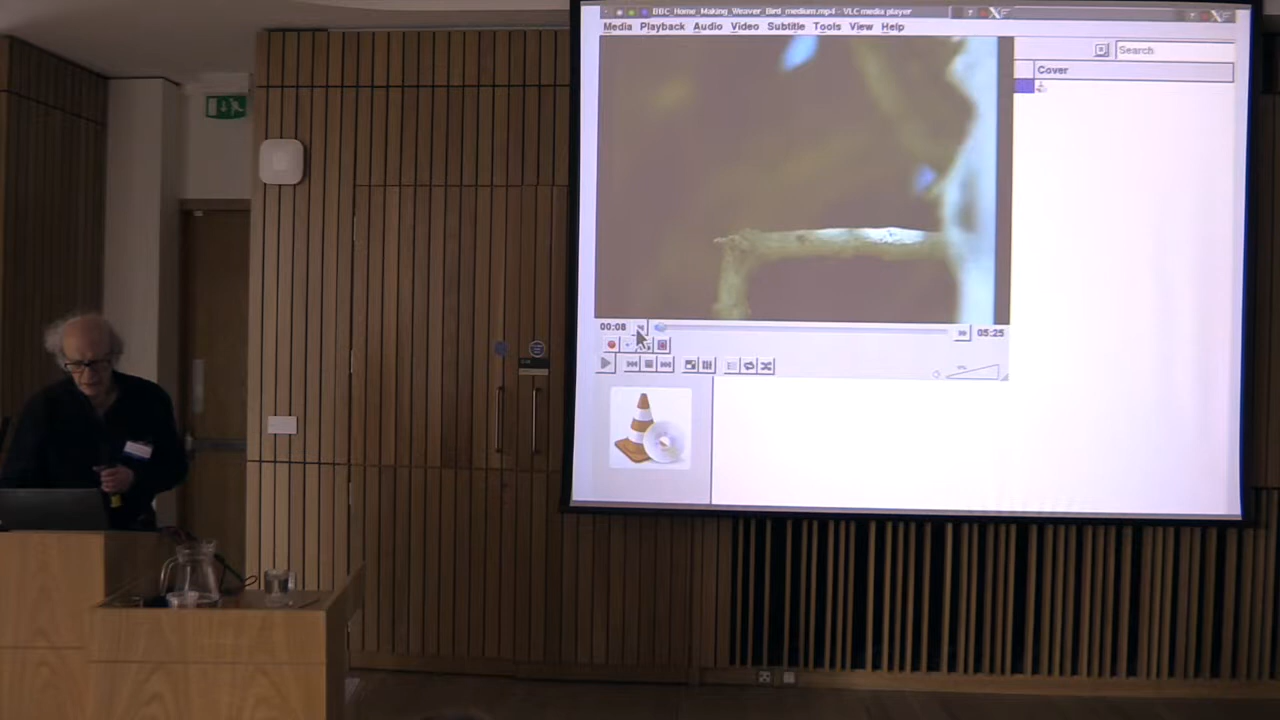 BBC_Home_Making_Weaver_Bird_medium.mp4 - VLC media player
Media Playback Audio Video Subtitle Tools View Help
Search
Cover
00:08
05:25